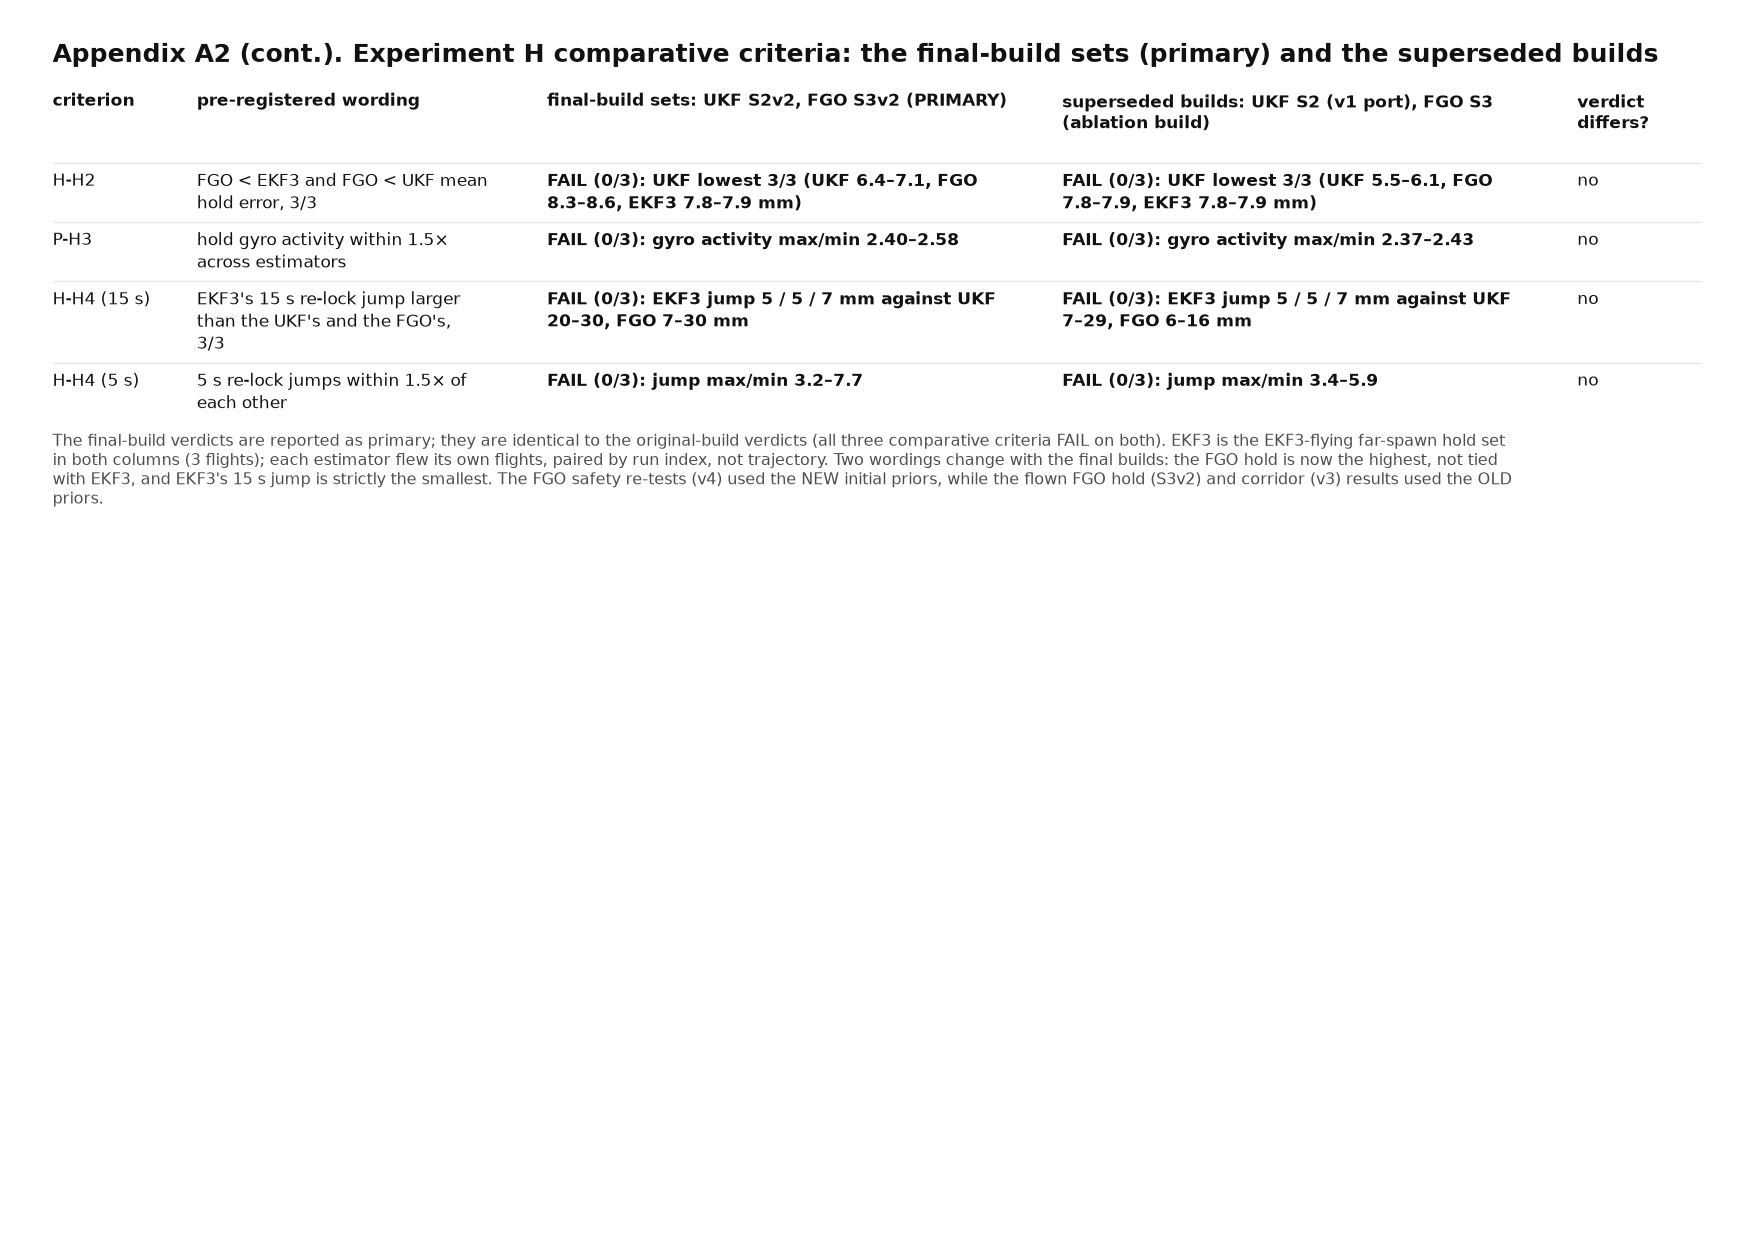 Appendix A2 (cont.). Experiment H comparative criteria: the final-build sets (primary) and the superseded builds
criterion
pre-registered wording
final-build sets: UKF S2v2, FGO S3v2 (PRIMARY)
superseded builds: UKF S2 (v1 port), FGO S3
(ablation build)
verdict
differs?
H-H2
FGO < EKF3 and FGO < UKF mean
hold error, 3/3
FAIL (0/3): UKF lowest 3/3 (UKF 6.4–7.1, FGO
8.3–8.6, EKF3 7.8–7.9 mm)
FAIL (0/3): UKF lowest 3/3 (UKF 5.5–6.1, FGO
7.8–7.9, EKF3 7.8–7.9 mm)
no
P-H3
hold gyro activity within 1.5×
across estimators
FAIL (0/3): gyro activity max/min 2.40–2.58
FAIL (0/3): gyro activity max/min 2.37–2.43
no
H-H4 (15 s)
EKF3's 15 s re-lock jump larger
than the UKF's and the FGO's,
3/3
FAIL (0/3): EKF3 jump 5 / 5 / 7 mm against UKF
20–30, FGO 7–30 mm
FAIL (0/3): EKF3 jump 5 / 5 / 7 mm against UKF
7–29, FGO 6–16 mm
no
H-H4 (5 s)
5 s re-lock jumps within 1.5× of
each other
FAIL (0/3): jump max/min 3.2–7.7
FAIL (0/3): jump max/min 3.4–5.9
no
The final-build verdicts are reported as primary; they are identical to the original-build verdicts (all three comparative criteria FAIL on both). EKF3 is the EKF3-flying far-spawn hold set
in both columns (3 flights); each estimator flew its own flights, paired by run index, not trajectory. Two wordings change with the final builds: the FGO hold is now the highest, not tied
with EKF3, and EKF3's 15 s jump is strictly the smallest. The FGO safety re-tests (v4) used the NEW initial priors, while the flown FGO hold (S3v2) and corridor (v3) results used the OLD
priors.